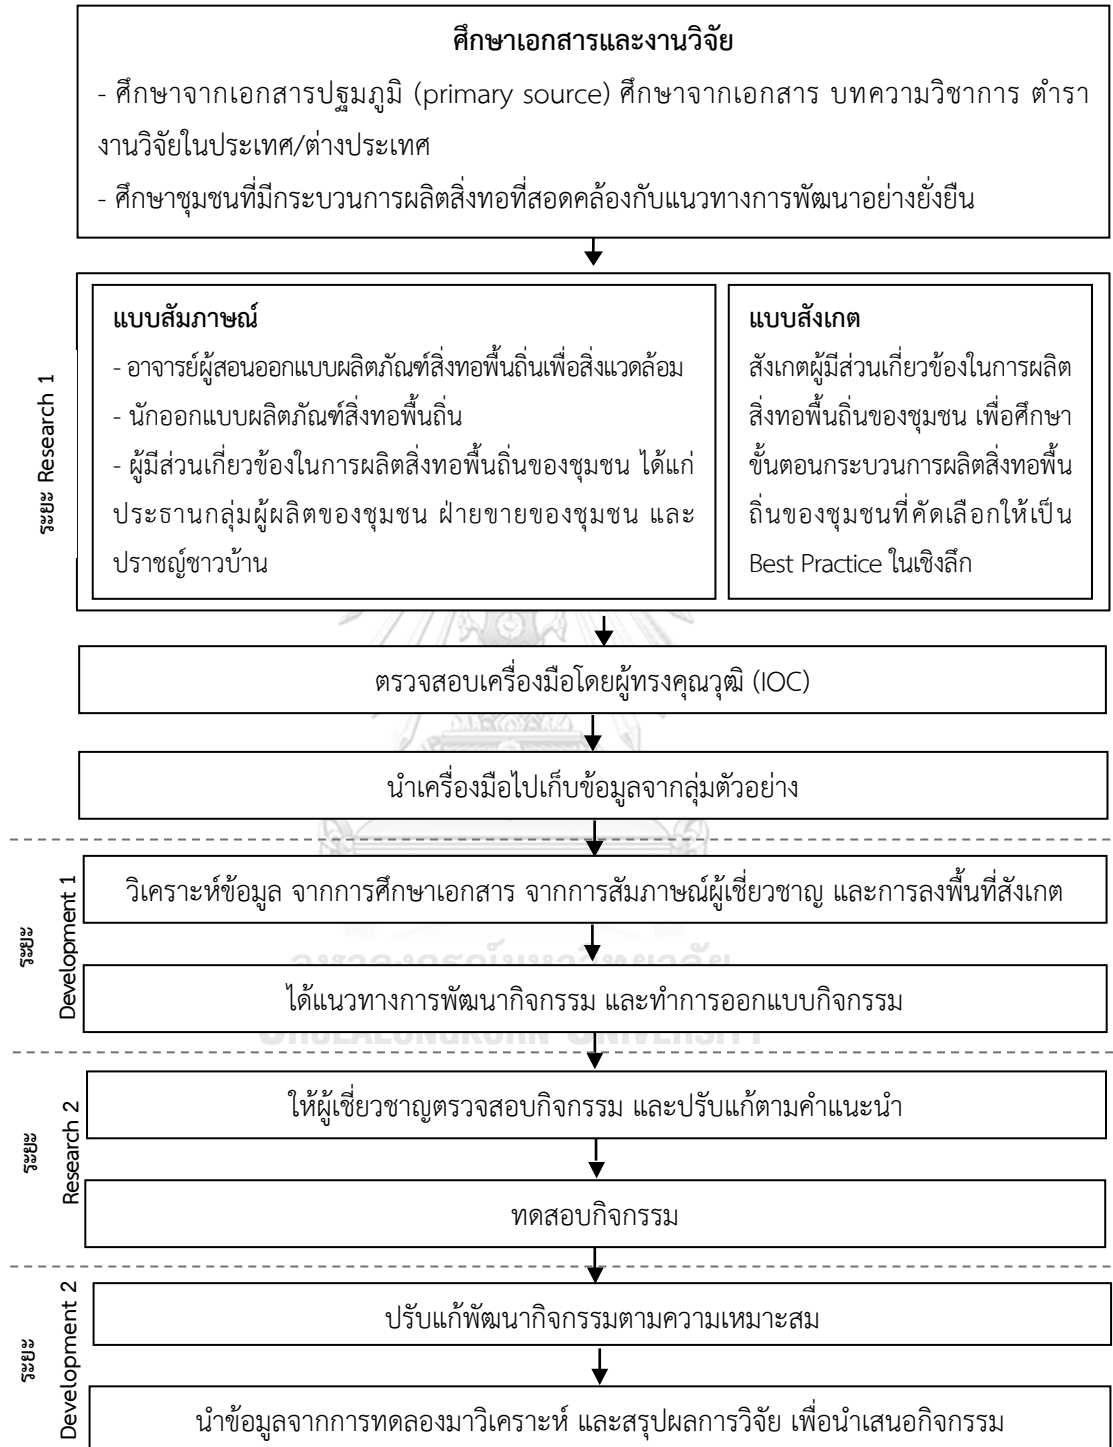 ศึกษาเอกสารและงานวิจัย
- ศึกษาจากเอกสารปฐมภูมิ (primary source) ศึกษาจากเอกสาร บทความวิชาการ ตำรา
งานวิจัยในประเทศ/ต่างประเทศ
- ศึกษาชุมชนที่มีกระบวนการผลิตสิ่งทอที่สอดคล้องกับแนวทางการพัฒนาอย่างยั่งยืน
ระยะ Research 1
แบบสัมภาษณ์
- อาจารย์ผู้สอนออกแบบผลิตภัณฑ์สิ่งทอพื้นถิ่นเพื่อสิ่งแวดล้อม
- นักออกแบบผลิตภัณฑ์สิ่งทอพื้นถิ่น
- ผู้มีส่วนเกี่ยวข้องในการผลิตสิ่งทอพื้นถิ่นของชุมชน ได้แก่
ประธานกลุ่มผู้ผลิตของชุมชน ฝ่ายขายของชุมชน และ
ปราชญ์ชาวบ้าน
แบบสังเกต
สังเกตผู้มีส่วนเกี่ยวข้องในการผลิต
สิ่งทอพื้นถิ่นของชุมชน เพื่อศึกษา
ขั้นตอนกระบวนการผลิตสิ่งทอพื้น
ถิ่นของชุมชนที่คัดเลือกให้เป็น
Best Practice ในเชิงลึก
ตรวจสอบเครื่องมือโดยผู้ทรงคุณวุฒิ (IOC)
นำเครื่องมือไปเก็บข้อมูลจากลุ่มตัวอย่าง
ระยะ
Development 1
วิเคราะห์ข้อมูล จากการศึกษาเอกสาร จากการสัมภาษณ์ผู้เชี่ยวชาญ และการลงพื้นที่สังเกต
จุฬาลงกรณ์มหาวิทยาลัย
ได้แนวทางการพัฒนากิจกรรม และทำการออกแบบกิจกรรม
CHULALONGKORN UNIVERSITY
ระยะ
Research 2
ให้ผู้เชี่ยวชาญตรวจสอบกิจกรรม และปรับแก้ตามคำแนะนำ
ทดสอบกิจกรรม
ระยะ
Development 2
ปรับแก้พัฒนากิจกรรมตามความเหมาะสม
นำข้อมูลจากการทดลองมาวิเคราะห์ และสรุปผลการวิจัย เพื่อนำเสนอกิจกรรม